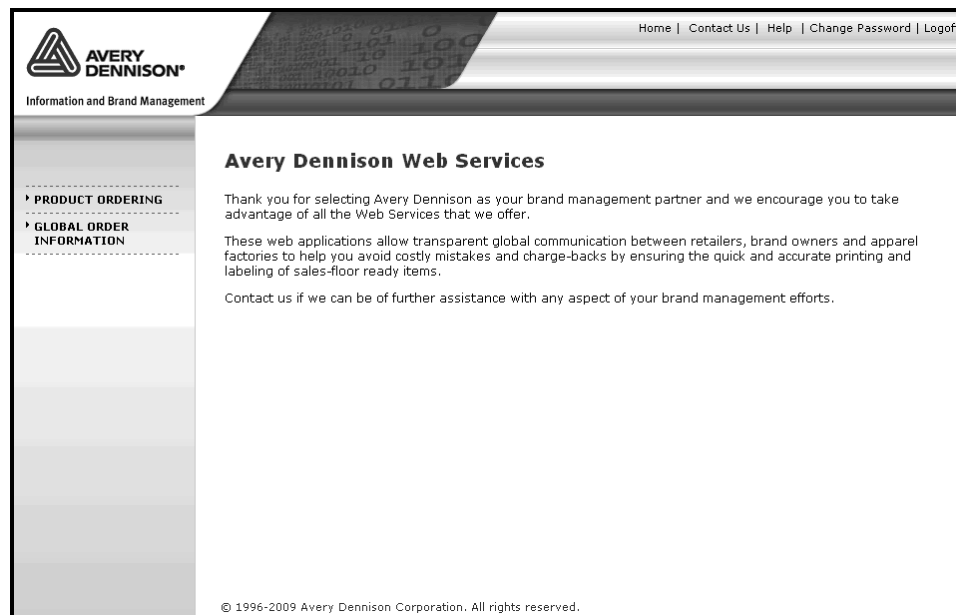 Home | Contact Us | Help | Change Password | Logoff
AVERY
DENNISON®
Information and Brand Management
PRODUCT ORDERING
GLOBAL ORDER
INFORMATION
Avery Dennison Web Services
Thank you for selecting Avery Dennison as your brand management partner and we encourage you to take
advantage of all the Web Services that we offer.
These web applications allow transparent global communication between retailers, brand owners and apparel
factories to help you avoid costly mistakes and charge-backs by ensuring the quick and accurate printing and
labeling of sales-floor ready items.
Contact us if we can be of further assistance with any aspect of your brand management efforts.
© 1996-2009 Avery Dennison Corporation. All rights reserved.